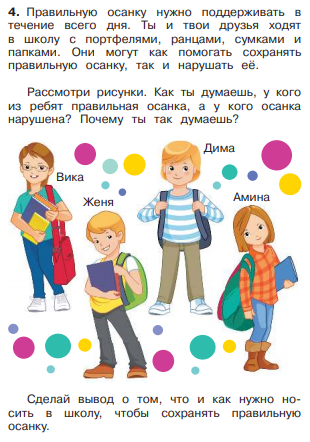 4. Правильную осанку нужно поддерживать в
течение всего дня. Ты и твои друзья ходят
в школу с портфелями, ранцами, сумками и
папками. Они могут как помогать сохранять
правильную осанку, так и нарушать её.
Рассмотри рисунки. Как ты думаешь, у кого
из ребят правильная осанка, а у кого осанка
нарушена? Почему ты так думаешь?
Дима
Вика
Женя
Амина
Сделай вывод о том, что и как нужно но-
сить в школу, чтобы сохранять правильную
осанку.